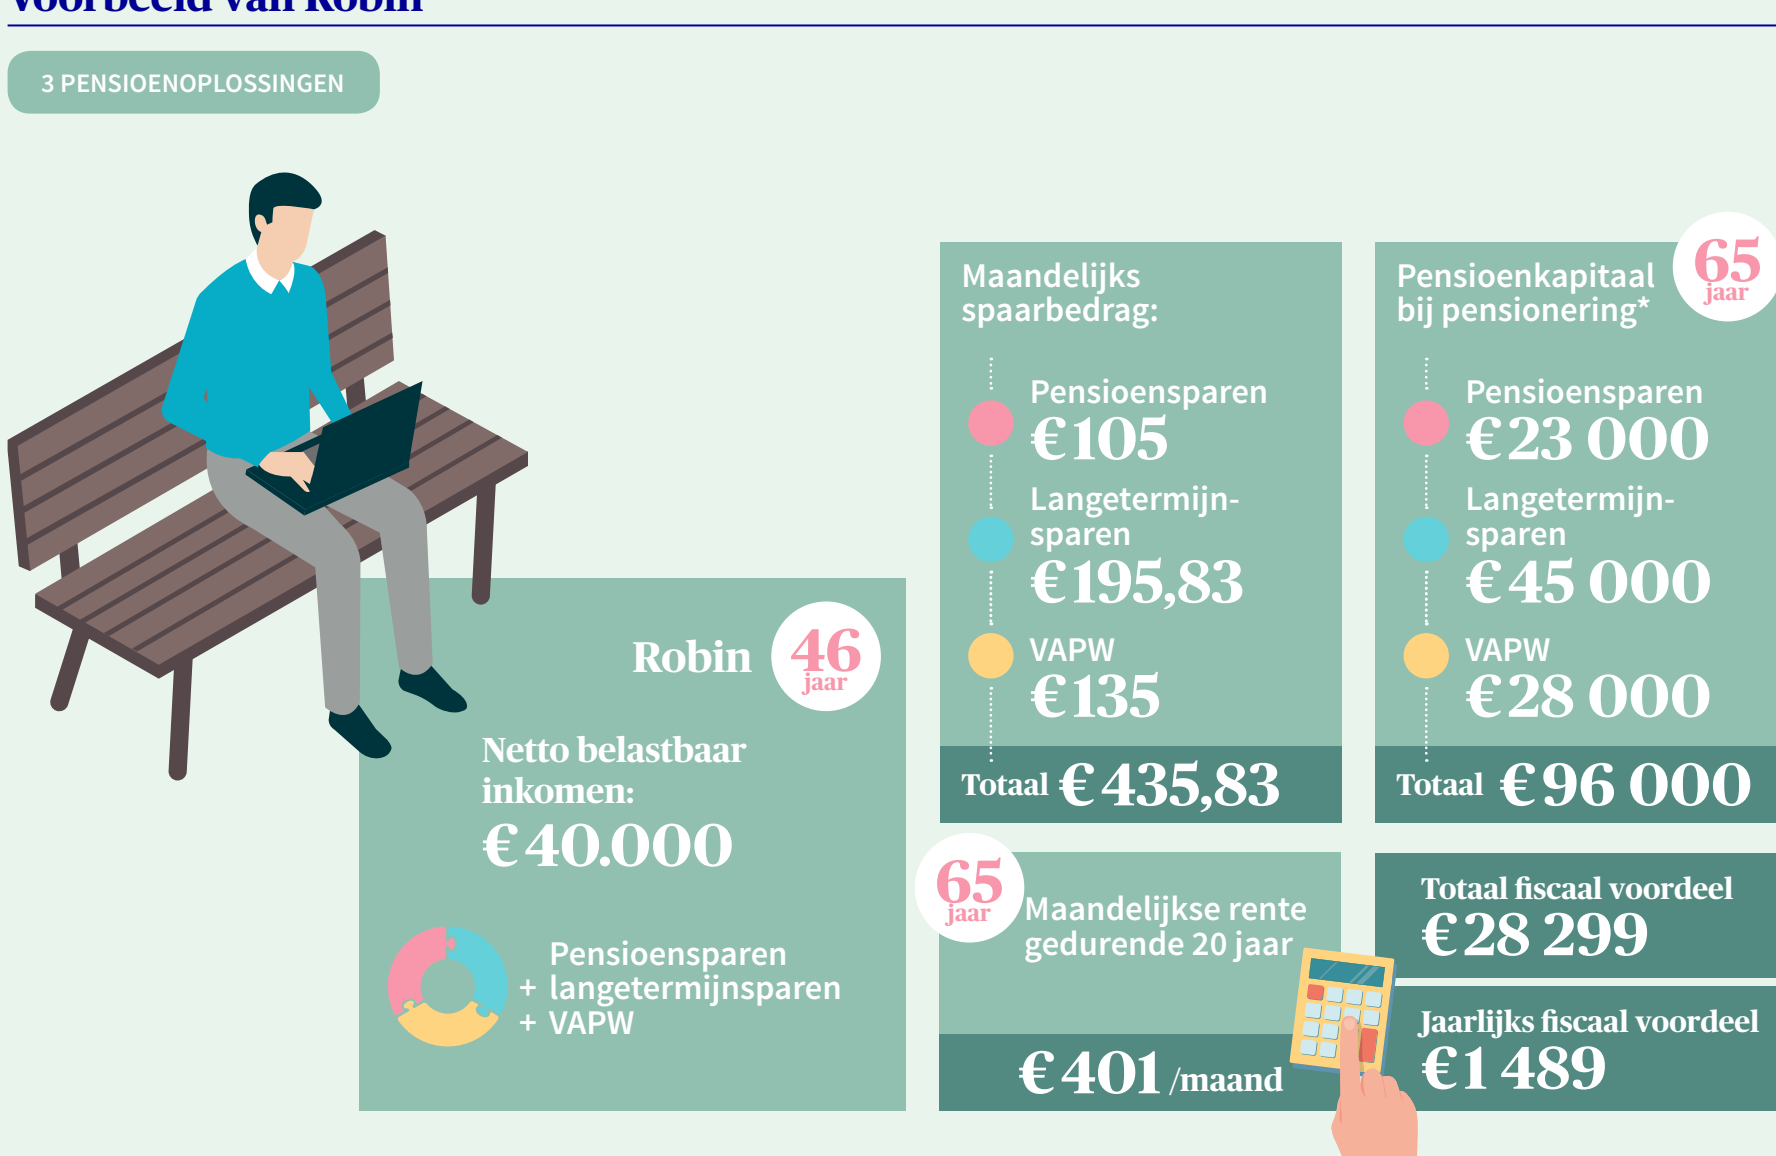 Voorbeeld van Robin
3 PENSIOENOPLOSSINGEN
Robin
46
jaar
Netto belastbaar
inkomen:
€40.000
Pensioensparen
+ langetermijnsparen
+ VAPW
Maandelijks
spaarbedrag:
Pensioensparen
€105
Langetermijn-
sparen
€195,83
VAPW
€135
Totaal €435,83
Pensioenkapitaal
bij pensionering*
65
jaar
Pensioensparen
€23 000
Langetermijn-
sparen
€45 000
VAPW
€28 000
Totaal €96 000
65
jaar
Maandelijkse rente
gedurende 20 jaar
€401 /maand
Totaal fiscaal voordeel
€28 299
Jaarlijks fiscaal voordeel
€1 489